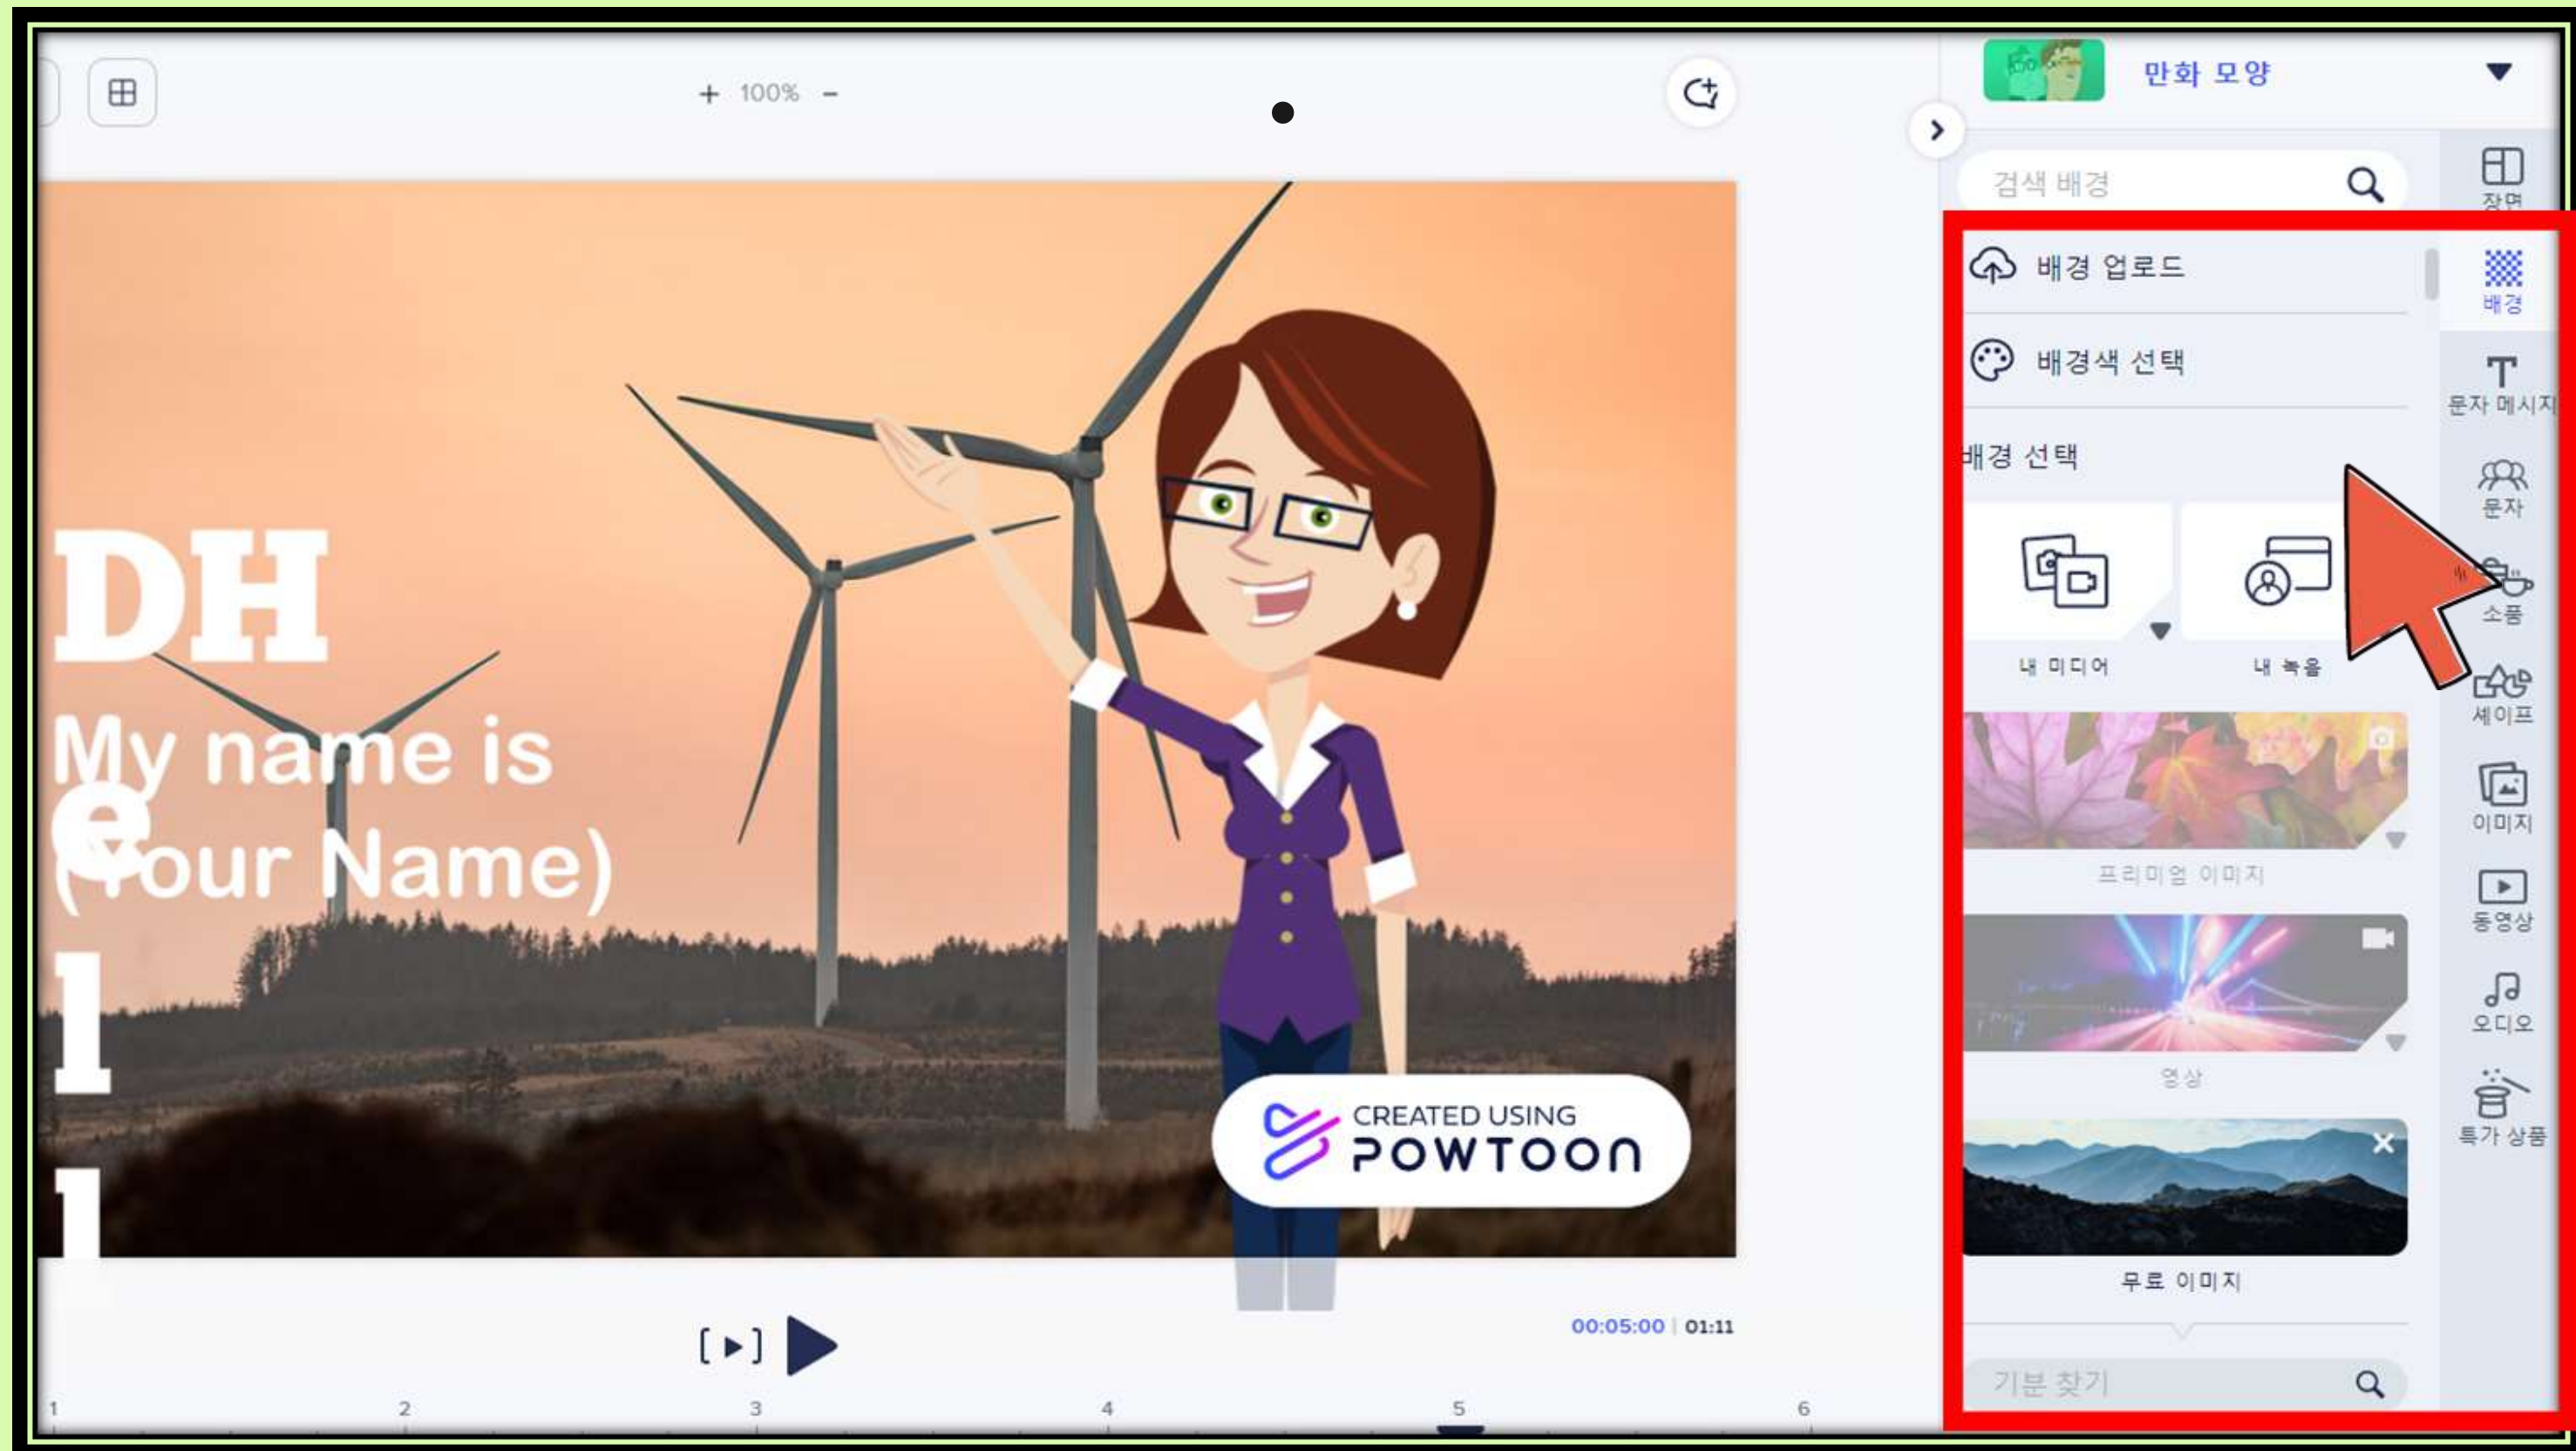 + 100% -
만화 모양
검색 배경
장면
배경 업로드
배경
배경색 선택
문자 메시지
배경 선택
문자
소품
내 미디어
내 녹음
셰이프
프리미엄 이미지
이미지
동영상
영상
오디오
특가 상품
무료 이미지
기분 찾기
DH
e
l
l
My name is
(Your Name)
CREATED USING
POWTOON
00:05:00 | 01:11
1 2 3 4 5 6